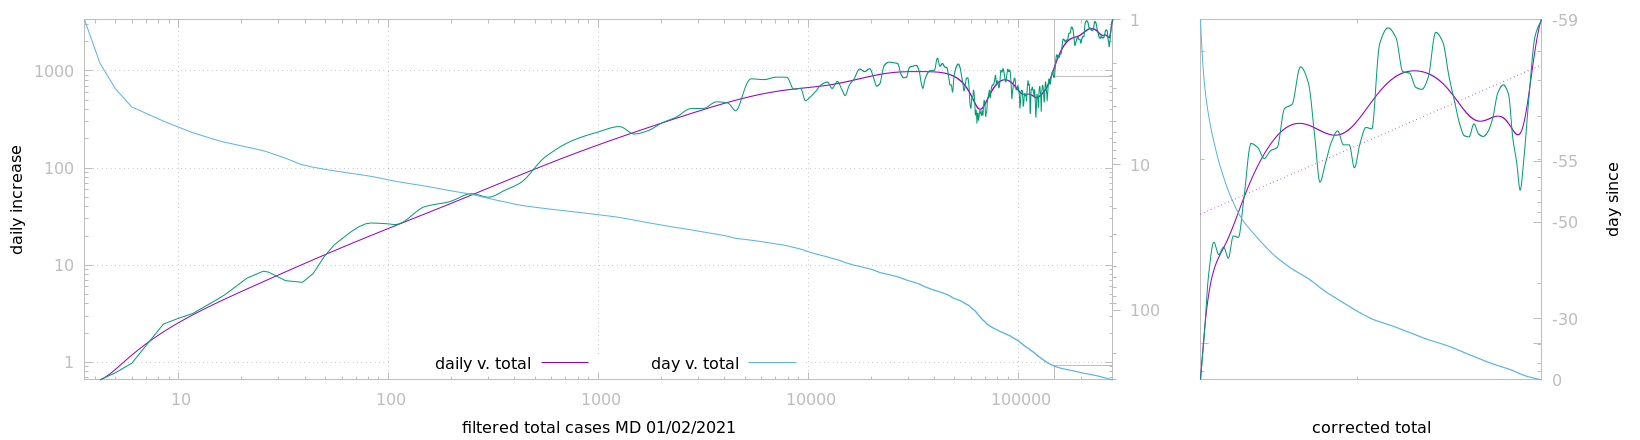 daily increase
1000
100
10
1
daily v. total
day v. total
10
100
1000
10000
100000
filtered total cases MD 01/02/2021
1
10
100
-59
-55
-50
-30
0
day since
corrected total